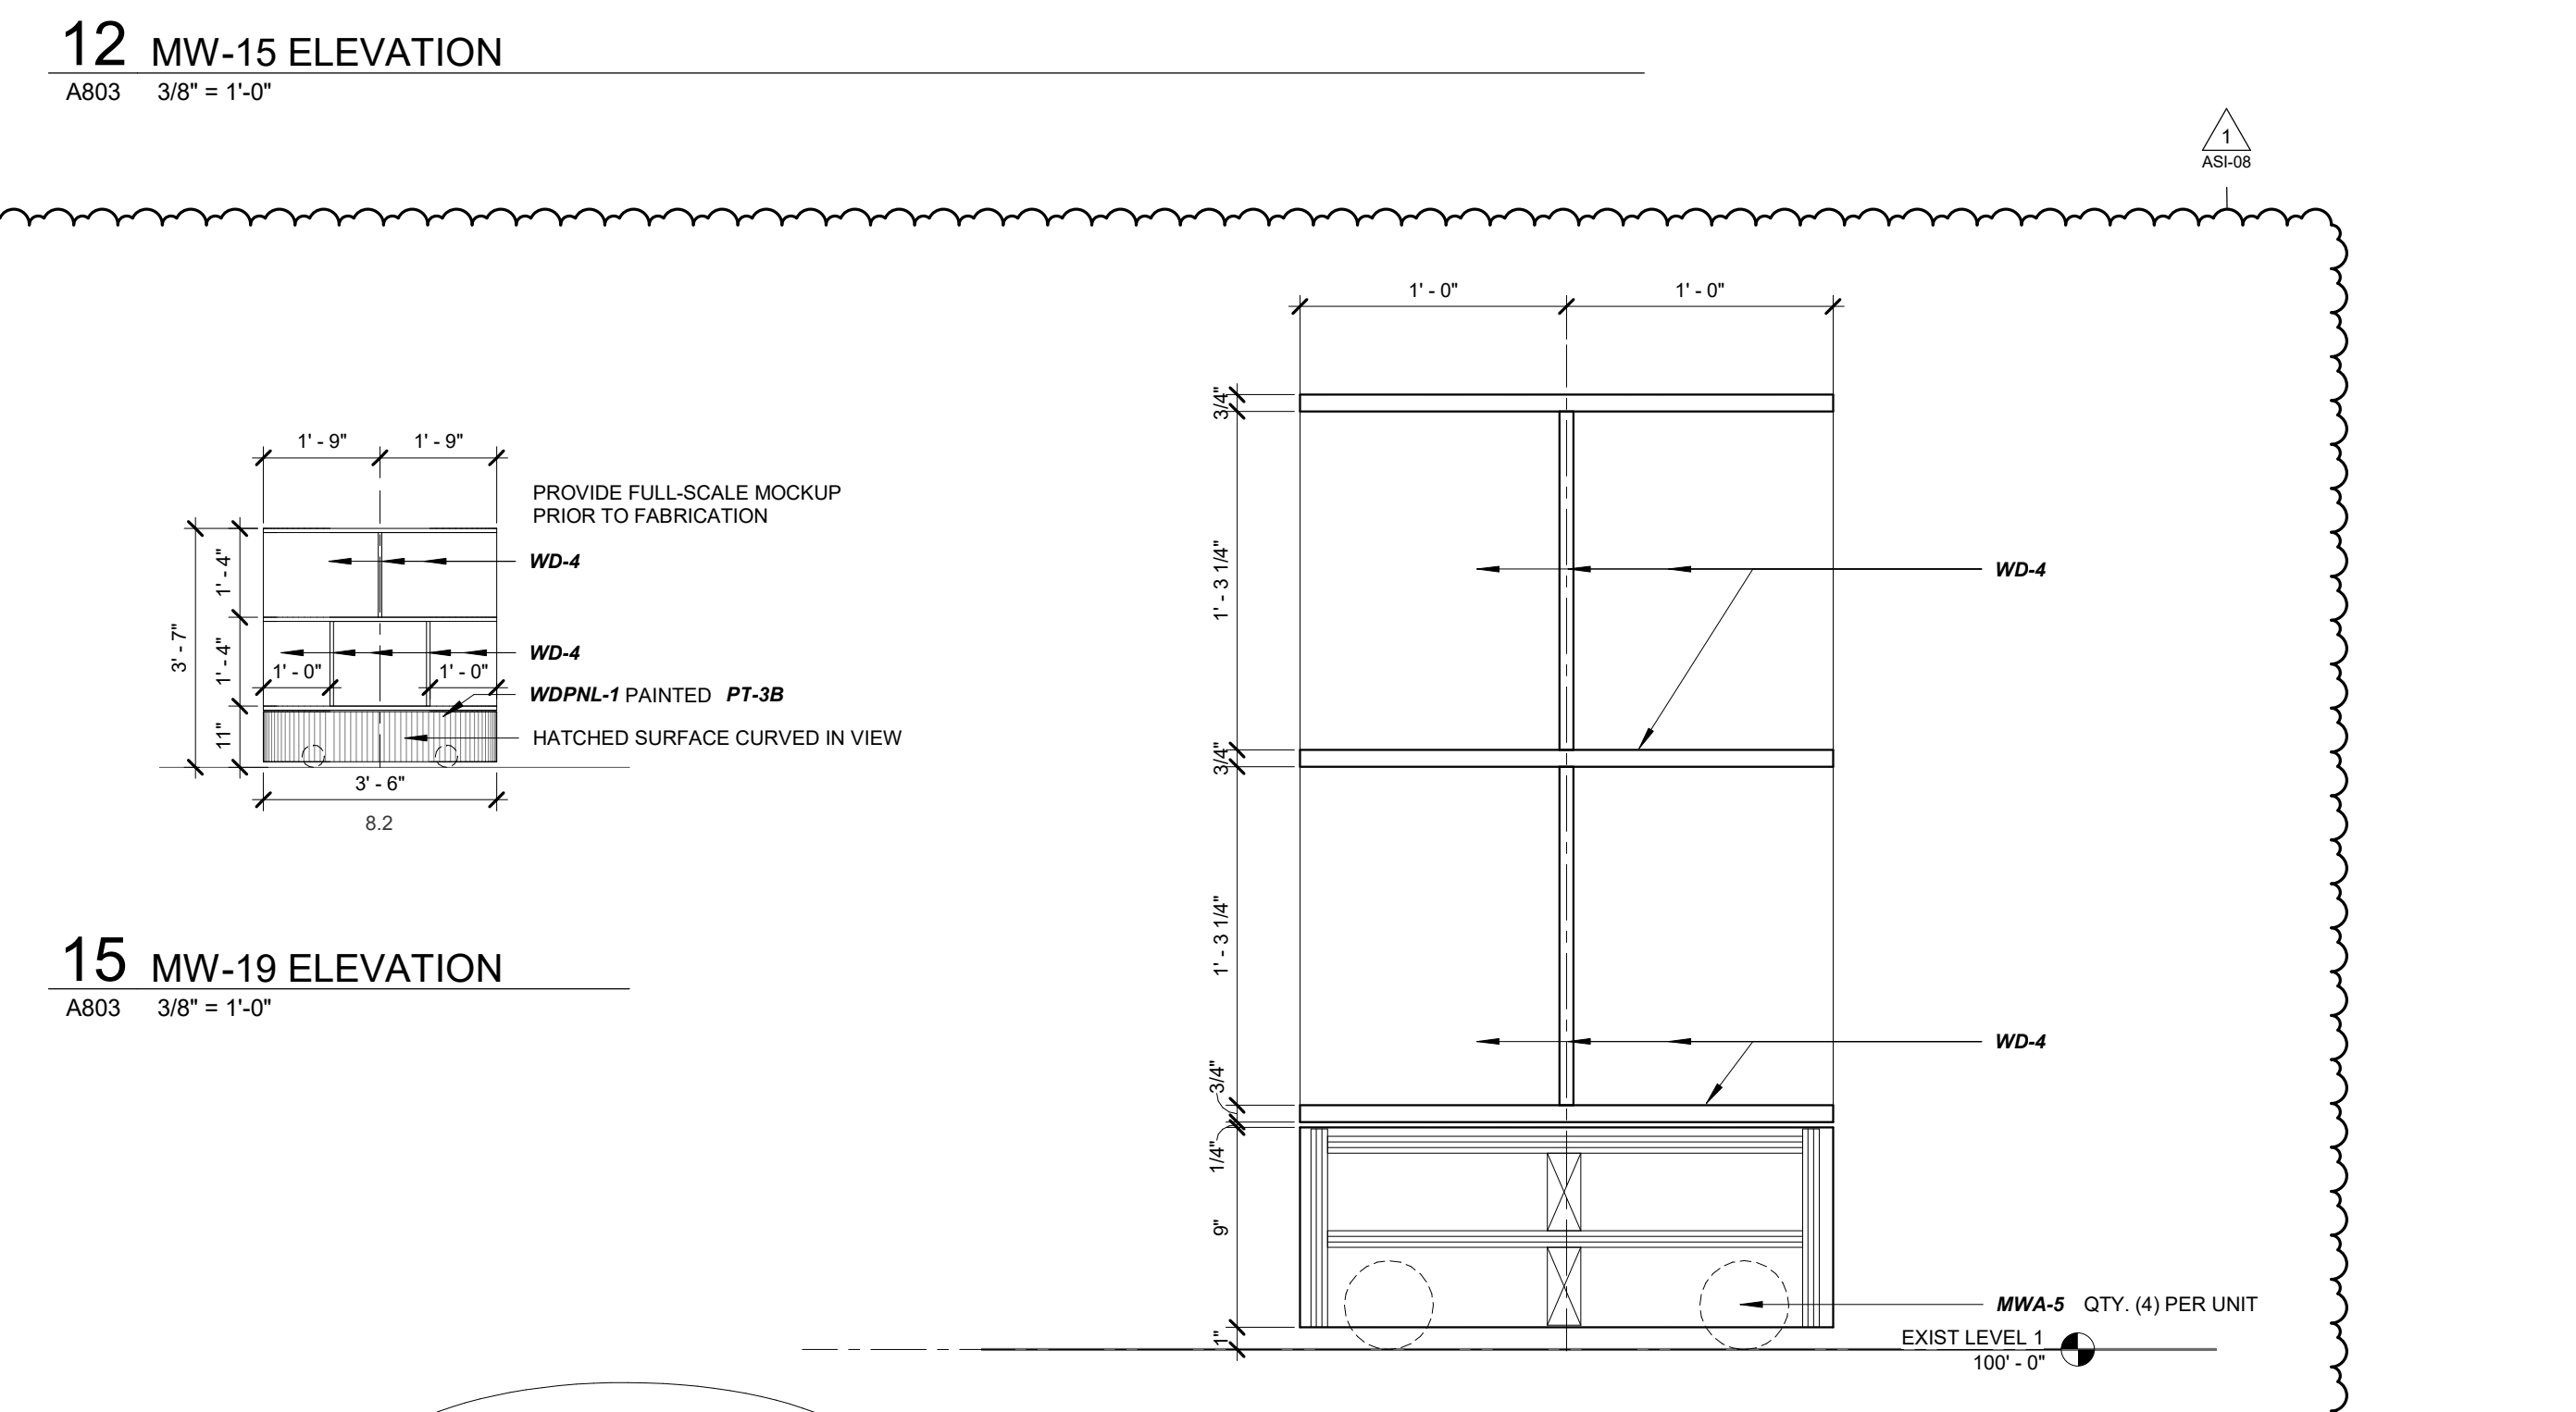 12 MW-15 ELEVATION
A803 3/8" = 1'-0"
1
ASI-08
1' - 9" 1' - 9"
PROVIDE FULL-SCALE MOCKUP
PRIOR TO FABRICATION
WD-4
1' - 4"
3' - 7"
1' - 4"
WD-4
1' - 0" 1' - 0"
WDPNL-1 PAINTED PT-3B
11"
HATCHED SURFACE CURVED IN VIEW
3' - 6"
8.2
15 MW-19 ELEVATION
A803 3/8" = 1'-0"
1' - 0" 1' - 0"
3/4"
1' - 3 1/4"
WD-4
3/4"
1' - 3 1/4"
WD-4
3/4"
1/4"
9"
MWA-5 QTY. (4) PER UNIT
1"
EXIST LEVEL 1
100' - 0"